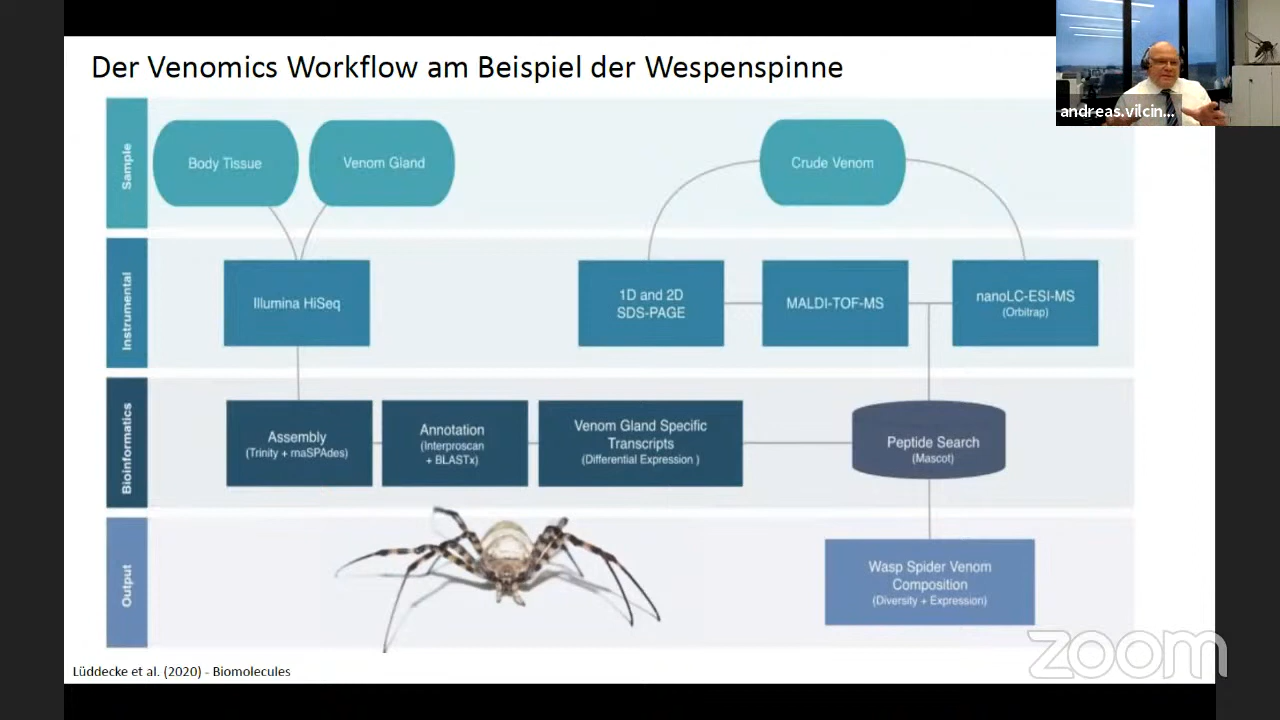 Der Venomics Workflow am Beispiel der Wespenspinne
andreas.vilcin...
Sample
Body Tissue
Venom Gland
Crude Venom
Instrumental
Illumina HiSeq
1D and 2D
SDS-PAGE
MALDI-TOF-MS
nanoLC-ESI-MS
(Orbitrap)
Bioinformatics
Assembly
(Trinity + rnaSPAdes)
Annotation
(Interproscan
+ BLASTx)
Venom Gland Specific
Transcripts
(Differential Expression )
Peptide Search
(Mascot)
Output
Wasp Spider Venom
Composition
(Diversity + Expression)
zoom
Lüddecke et al. (2020) - Biomolecules